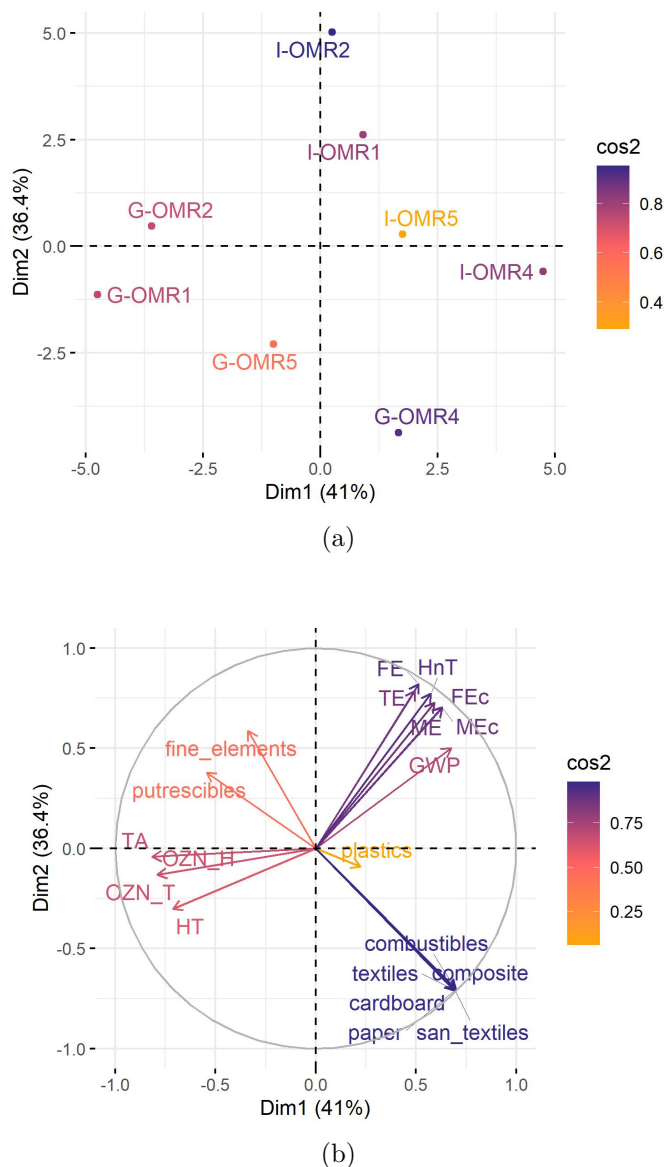 5.0
2.5
0.0
-2.5
-5.0
-2.5
0.0
2.5
5.0
Dim2 (36.4%)
Dim1 (41%)
I-OMR2
I-OMR1
G-OMR2
I-OMR5
I-OMR4
G-OMR1
G-OMR5
G-OMR4
cos2
0.8
0.6
0.4
(a)
1.0
0.5
0.0
-0.5
-1.0
-1.0
-0.5
0.0
0.5
1.0
Dim2 (36.4%)
Dim1 (41%)
FE HnT
TE FEc
ME MEc
fine_elements
GWP
putrescibles
TA
OZN_H
plastics
OZN_T
HT
combustibles
textiles composite
cardboard
paper san_textiles
cos2
0.75
0.50
0.25
(b)